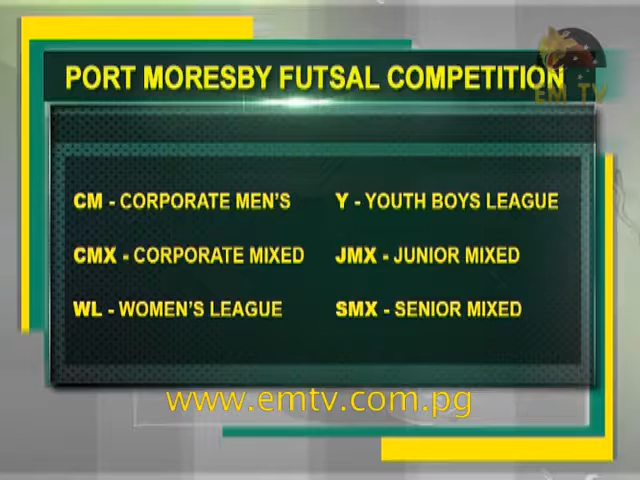 PORT MORESBY FUTSAL COMPETITION
EM TV
CM - CORPORATE MEN'S
Y - YOUTH BOYS LEAGUE
CMX - CORPORATE MIXED
JMX - JUNIOR MIXED
WL - WOMEN'S LEAGUE
SMX - SENIOR MIXED
www.emtv.com.pg